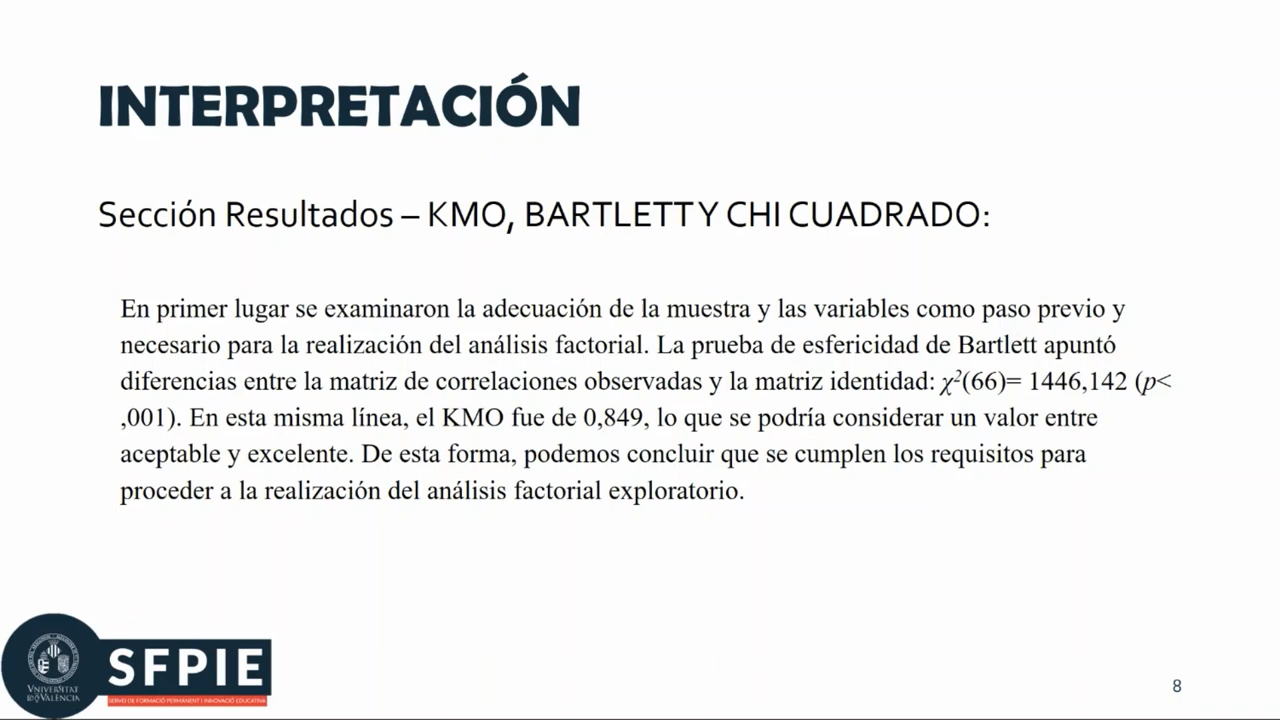 INTERPRETACIÓN
Sección Resultados – KMO, BARTLETT Y CHI CUADRADO:
En primer lugar se examinaron la adecuación de la muestra y las variables como paso previo y
necesario para la realización del análisis factorial. La prueba de esfericidad de Bartlett apuntó
diferencias entre la matriz de correlaciones observadas y la matriz identidad: χ²(66)= 1446,142 (p<
,001). En esta misma línea, el KMO fue de 0,849, lo que se podría considerar un valor entre
aceptable y excelente. De esta forma, podemos concluir que se cumplen los requisitos para
proceder a la realización del análisis factorial exploratorio.
VNIVERSITAT
SFPIE
SERVEI DE FORMACIÓ PERMANENT I INNOVACIÓ EDUCATIVA
8